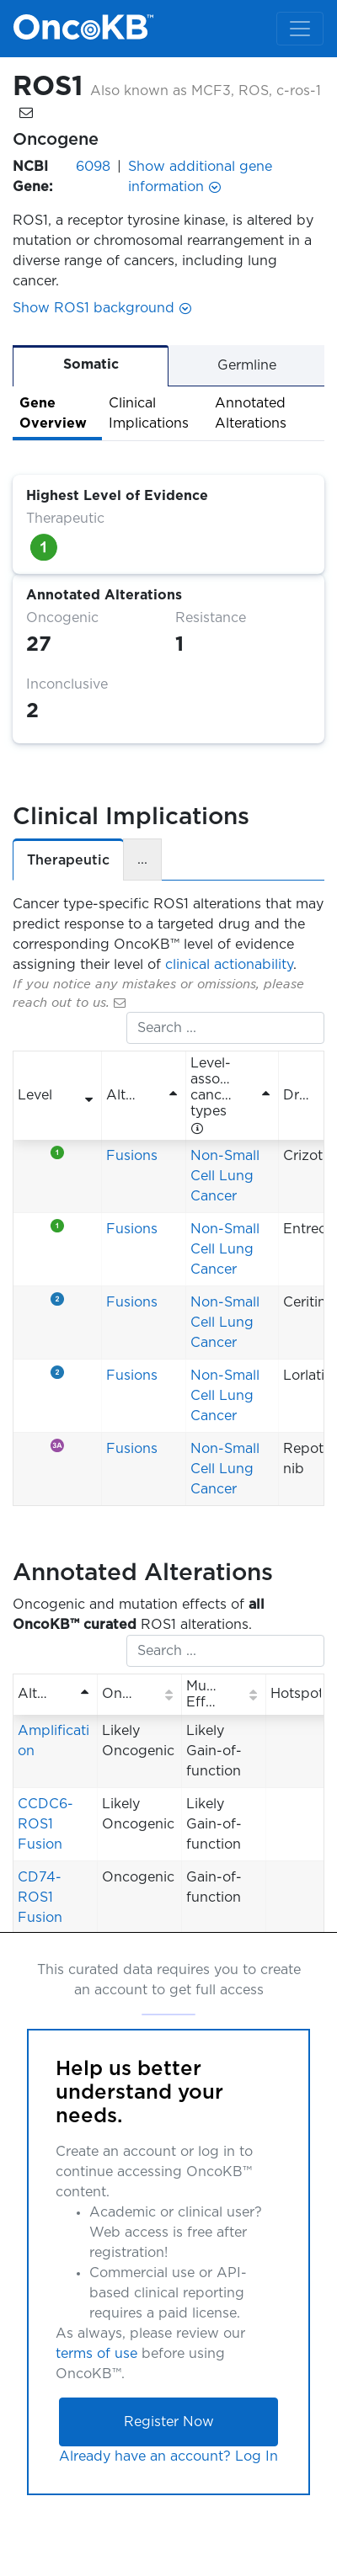 OncoKB™
ROS1 Also known as MCF3, ROS, c-ros-1
Oncogene
NCBI Gene: 6098 | Show additional gene information
ROS1, a receptor tyrosine kinase, is altered by
mutation or chromosomal rearrangement in a
diverse range of cancers, including lung
cancer.
Show ROS1 background
Somatic Germline
Gene Overview Clinical Implications Annotated Alterations
Highest Level of Evidence
Therapeutic
1
Annotated Alterations
Oncogenic Resistance
27 1
Inconclusive
2
Clinical Implications
Therapeutic ...
Cancer type-specific ROS1 alterations that may
predict response to a targeted drug and the
corresponding OncoKB™ level of evidence
assigning their level of clinical actionability.
If you notice any mistakes or omissions, please
reach out to us.
Search ...
Level Alt... Level-asso... canc... types Dr...
1 Fusions Non-Small Cell Lung Cancer Crizot
1 Fusions Non-Small Cell Lung Cancer Entrec
2 Fusions Non-Small Cell Lung Cancer Ceritin
2 Fusions Non-Small Cell Lung Cancer Lorlati
3A Fusions Non-Small Cell Lung Cancer Repot nib
Annotated Alterations
Oncogenic and mutation effects of all
OncoKB™ curated ROS1 alterations.
Search ...
Alt... On... Mu... Eff... Hotspot
Amplificati on Likely Oncogenic Likely Gain-of-function
CCDC6-ROS1 Fusion Likely Oncogenic Likely Gain-of-function
CD74-ROS1 Fusion Oncogenic Gain-of-function
This curated data requires you to create
an account to get full access
Help us better
understand your
needs.
Create an account or log in to
continue accessing OncoKB™
content.
• Academic or clinical user?
Web access is free after
registration!
• Commercial use or API-
based clinical reporting
requires a paid license.
As always, please review our
terms of use before using
OncoKB™.
Register Now
Already have an account? Log In